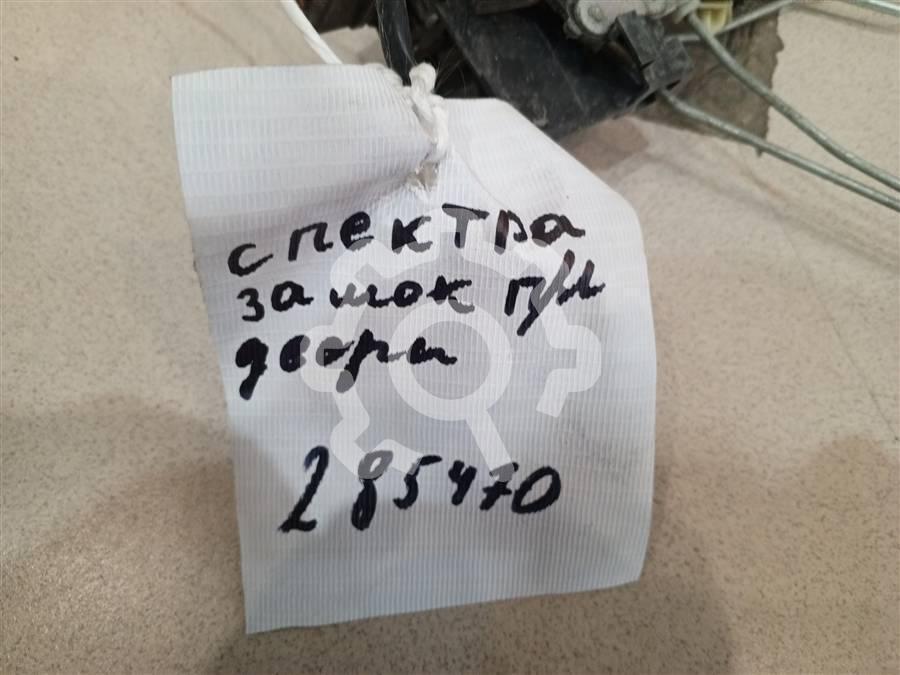 спектра
замок п/л
двери
285470